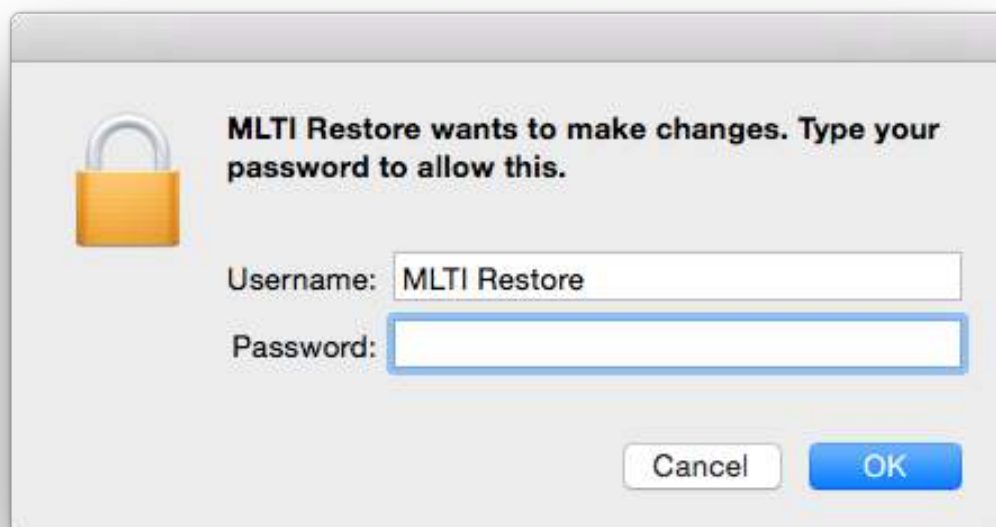 MLTI Restore wants to make changes. Type your
password to allow this.
Username: MLTI Restore
Password:
Cancel OK